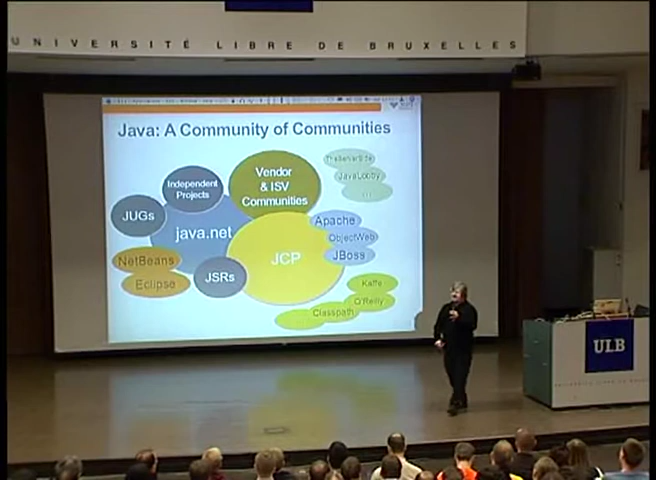 UNIVERSITÉ LIBRE DE BRUXELLES
Java: A Community of Communities
TheServerSide
JavaLobby
Vendor
& ISV
Communities
Independent
Projects
JUGs
java.net
Apache
ObjectWeb
JBoss
JCP
NetBeans
Eclipse
JSRs
Kaffe
O'Reilly
Classpath
ULB